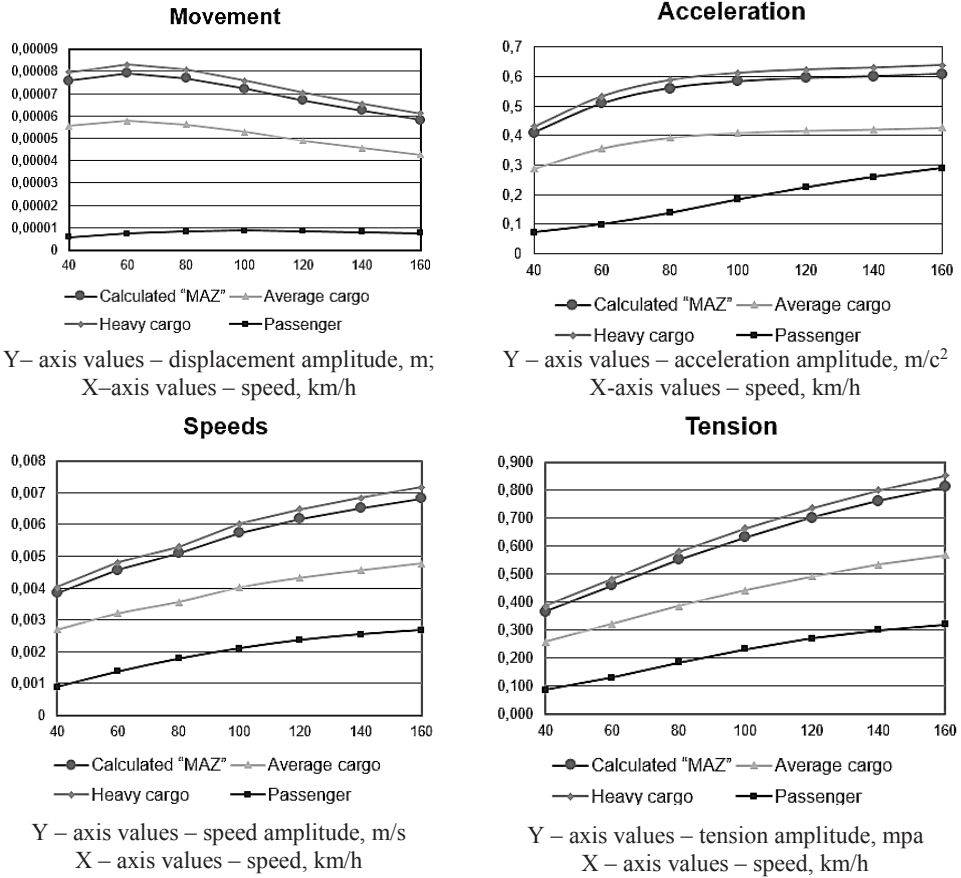 Movement
0,00009
0,00008
0,00007
0,00006
0,00005
0,00004
0,00003
0,00002
0,00001
0
40 60 80 100 120 140 160
Calculated “MAZ” Average cargo
Heavy cargo Passenger
Y– axis values – displacement amplitude, m;
X–axis values – speed, km/h
Acceleration
0,7
0,6
0,5
0,4
0,3
0,2
0,1
0
40 60 80 100 120 140 160
Calculated “MAZ” Average cargo
Heavy cargo Passenger
Y – axis values – acceleration amplitude, m/c²
X-axis values – speed, km/h
Speeds
0,008
0,007
0,006
0,005
0,004
0,003
0,002
0,001
0
40 60 80 100 120 140 160
Calculated “MAZ” Average cargo
Heavy cargo Passenger
Y – axis values – speed amplitude, m/s
X – axis values – speed, km/h
Tension
0,900
0,800
0,700
0,600
0,500
0,400
0,300
0,200
0,100
0,000
40 60 80 100 120 140 160
Calculated “MAZ” Average cargo
Heavy cargo Passenger
Y – axis values – tension amplitude, mpa
X – axis values – speed, km/h